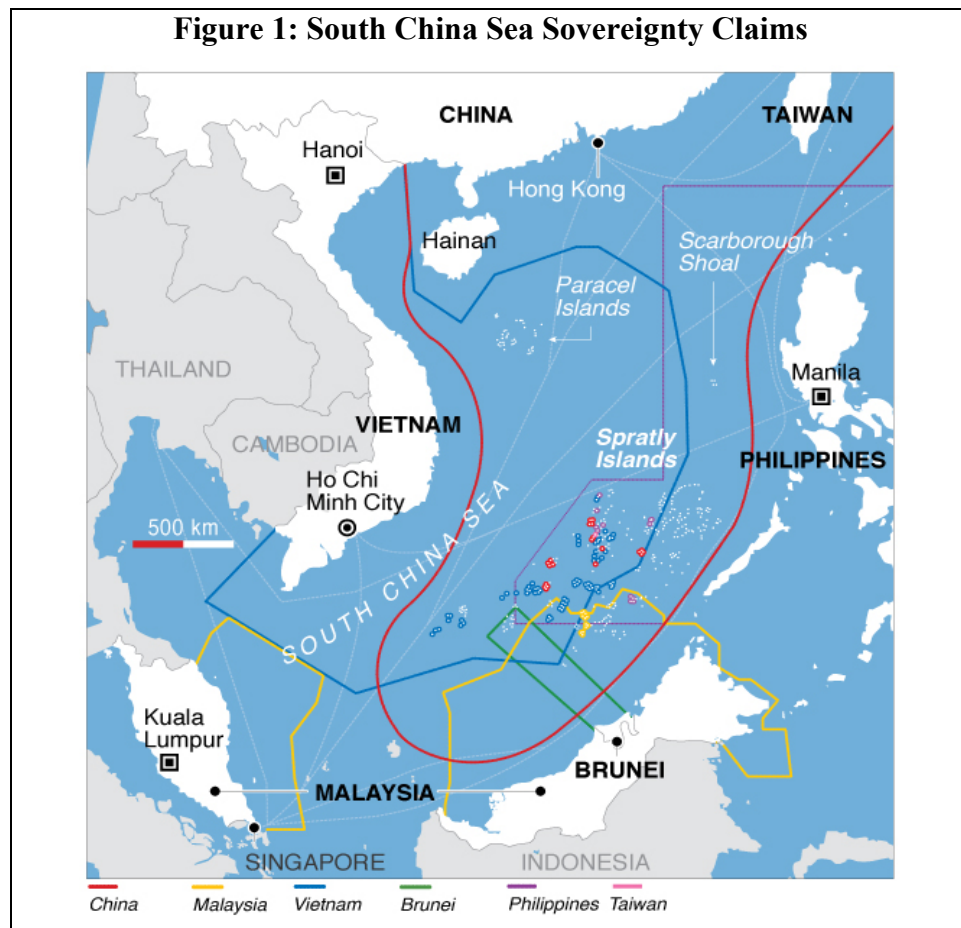 Figure 1: South China Sea Sovereignty Claims
CHINA
TAIWAN
Hanoi
Hong Kong
Hainan
Scarborough
Shoal
Paracel
Islands
THAILAND
Manila
VIETNAM
CAMBODIA
Spratly
Islands
PHILIPPINES
Ho Chi
Minh City
500 km
SOUTH CHINA SEA
Kuala
Lumpur
BRUNEI
MALAYSIA
SINGAPORE
INDONESIA
China
Malaysia
Vietnam
Brunei
Philippines
Taiwan